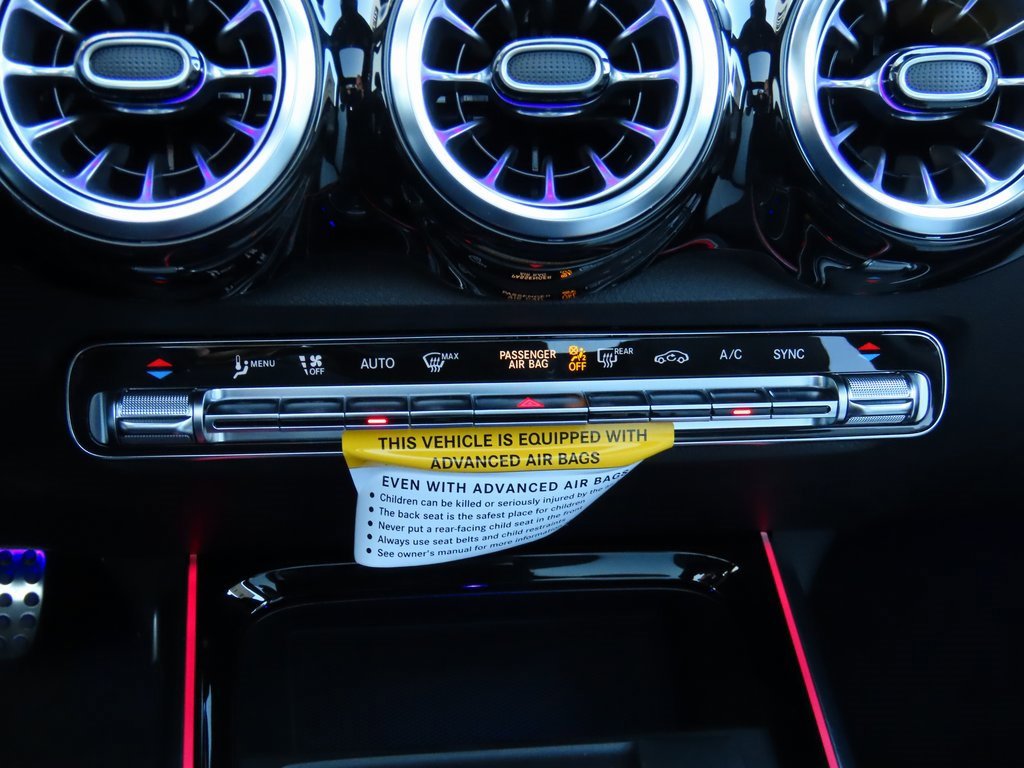 MENU OFF AUTO MAX PASSENGER AIR BAG OFF REAR A/C SYNC
THIS VEHICLE IS EQUIPPED WITH
ADVANCED AIR BAGS
EVEN WITH ADVANCED AIR BAGS
• Children can be killed or seriously injured by the
• The back seat is the safest place for children
• Never put a rear-facing child seat in the front
• Always use seat belts and child restraints
• See owner's manual for more information